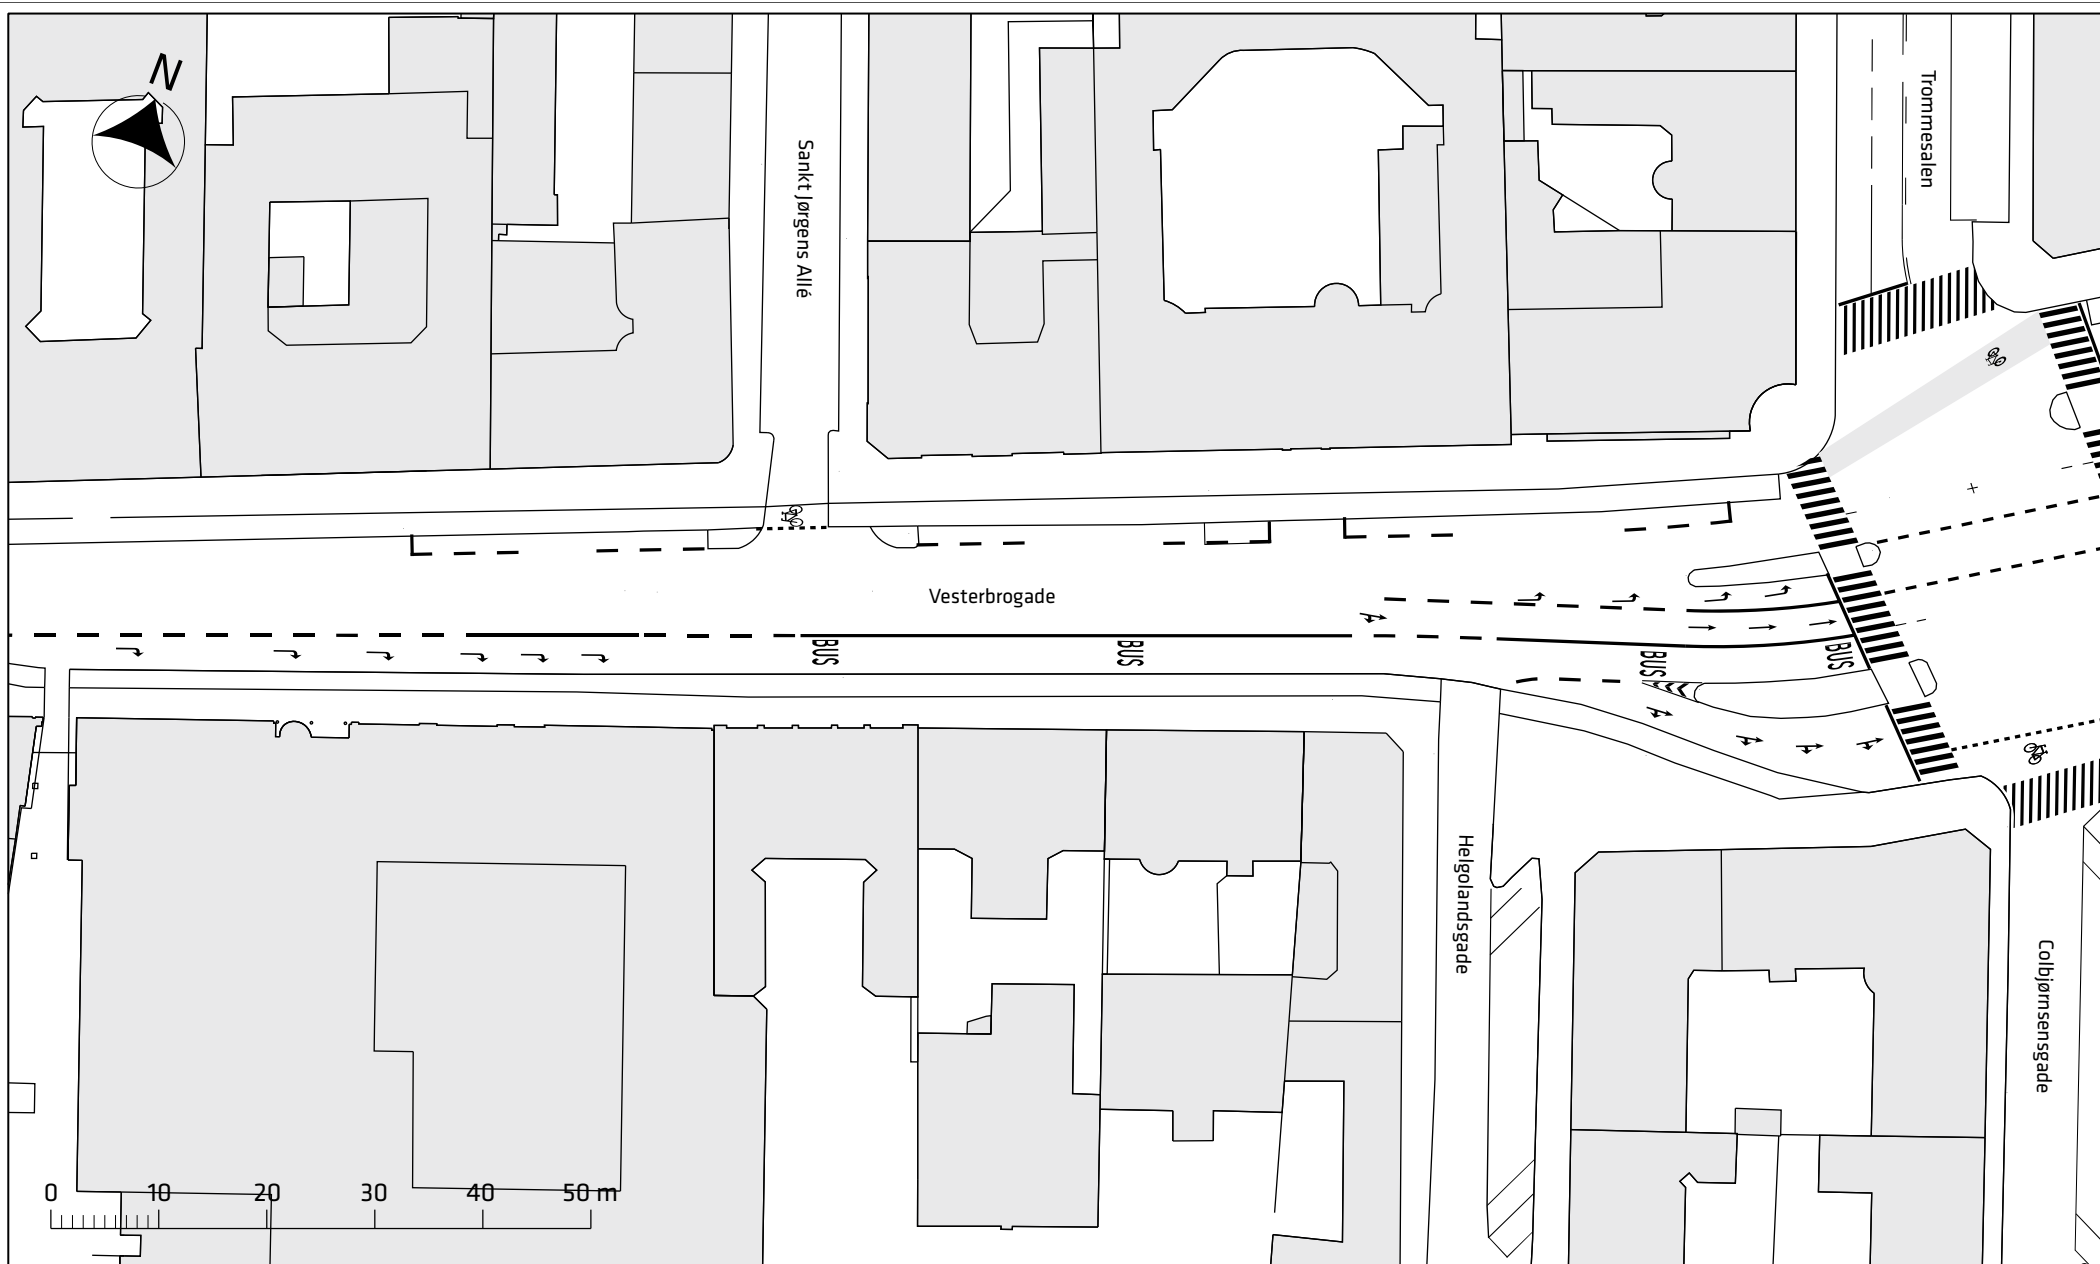 N
Sankt Jørgens Allé
Trommesalen
Vesterbrogade
BUS
BUS
BUS
BUS
Helgolandsgade
Colbjørnsensgade
0 10 20 30 40 50 m